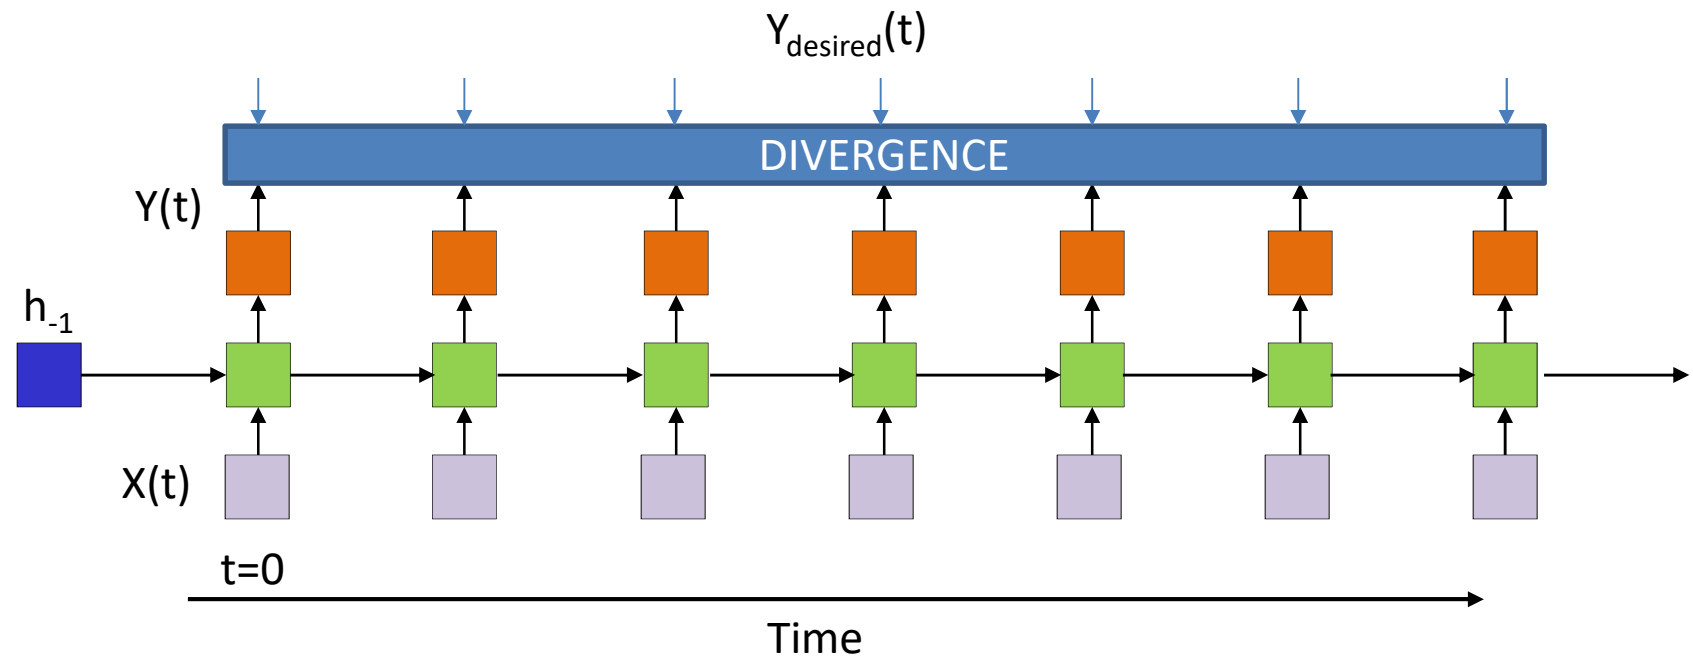 Y_desired(t)
DIVERGENCE
Y(t)
h_-1
X(t)
t=0
Time